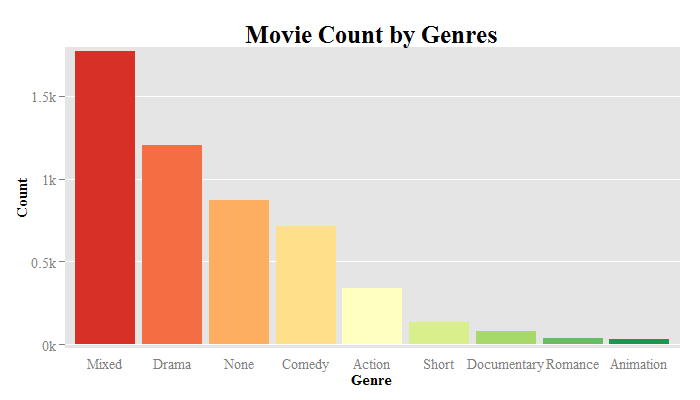 Movie Count by Genres
Count
1.5k
1k
0.5k
0k
Mixed Drama None Comedy Action Short Documentary Romance Animation
Genre